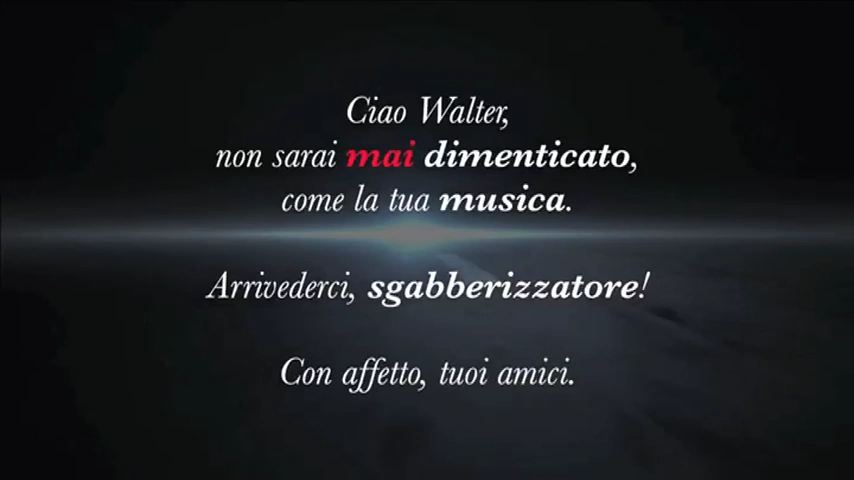 Ciao Walter,
non sarai mai dimenticato,
come la tua musica.
Arrivederci, sgabberizzatore!
Con affetto, tuoi amici.